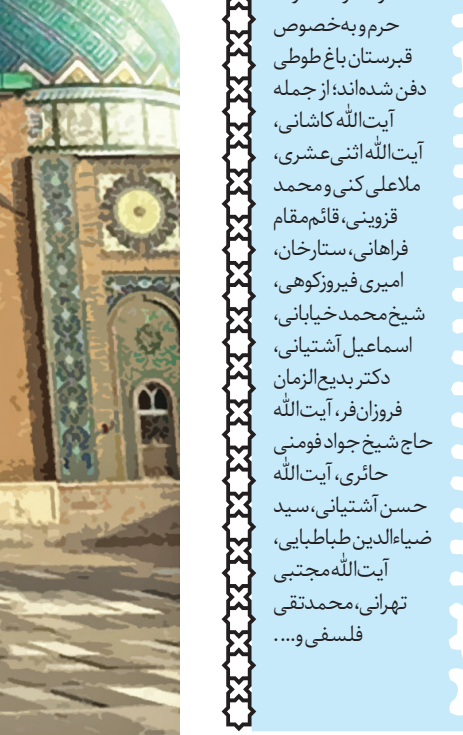 حرم و به‌خصوص
قبرستان باغ طوطی
دفن شده‌اند؛ از جمله
آیت‌الله کاشانی،
آیت‌الله اثنی‌عشری،
ملاعلی کنی و محمد
قزوینی، قائم‌مقام
فراهانی، ستارخان،
امیری فیروزکوهی،
شیخ محمد خیابانی،
اسماعیل آشتیانی،
دکتر بدیع‌الزمان
فروزان‌فر، آیت‌الله
حاج شیخ جواد فومنی
حائری، آیت‌الله
حسن آشتیانی، سید
ضیاءالدین طباطبایی،
آیت‌الله مجتبی
تهرانی، محمدتقی
فلسفی و....